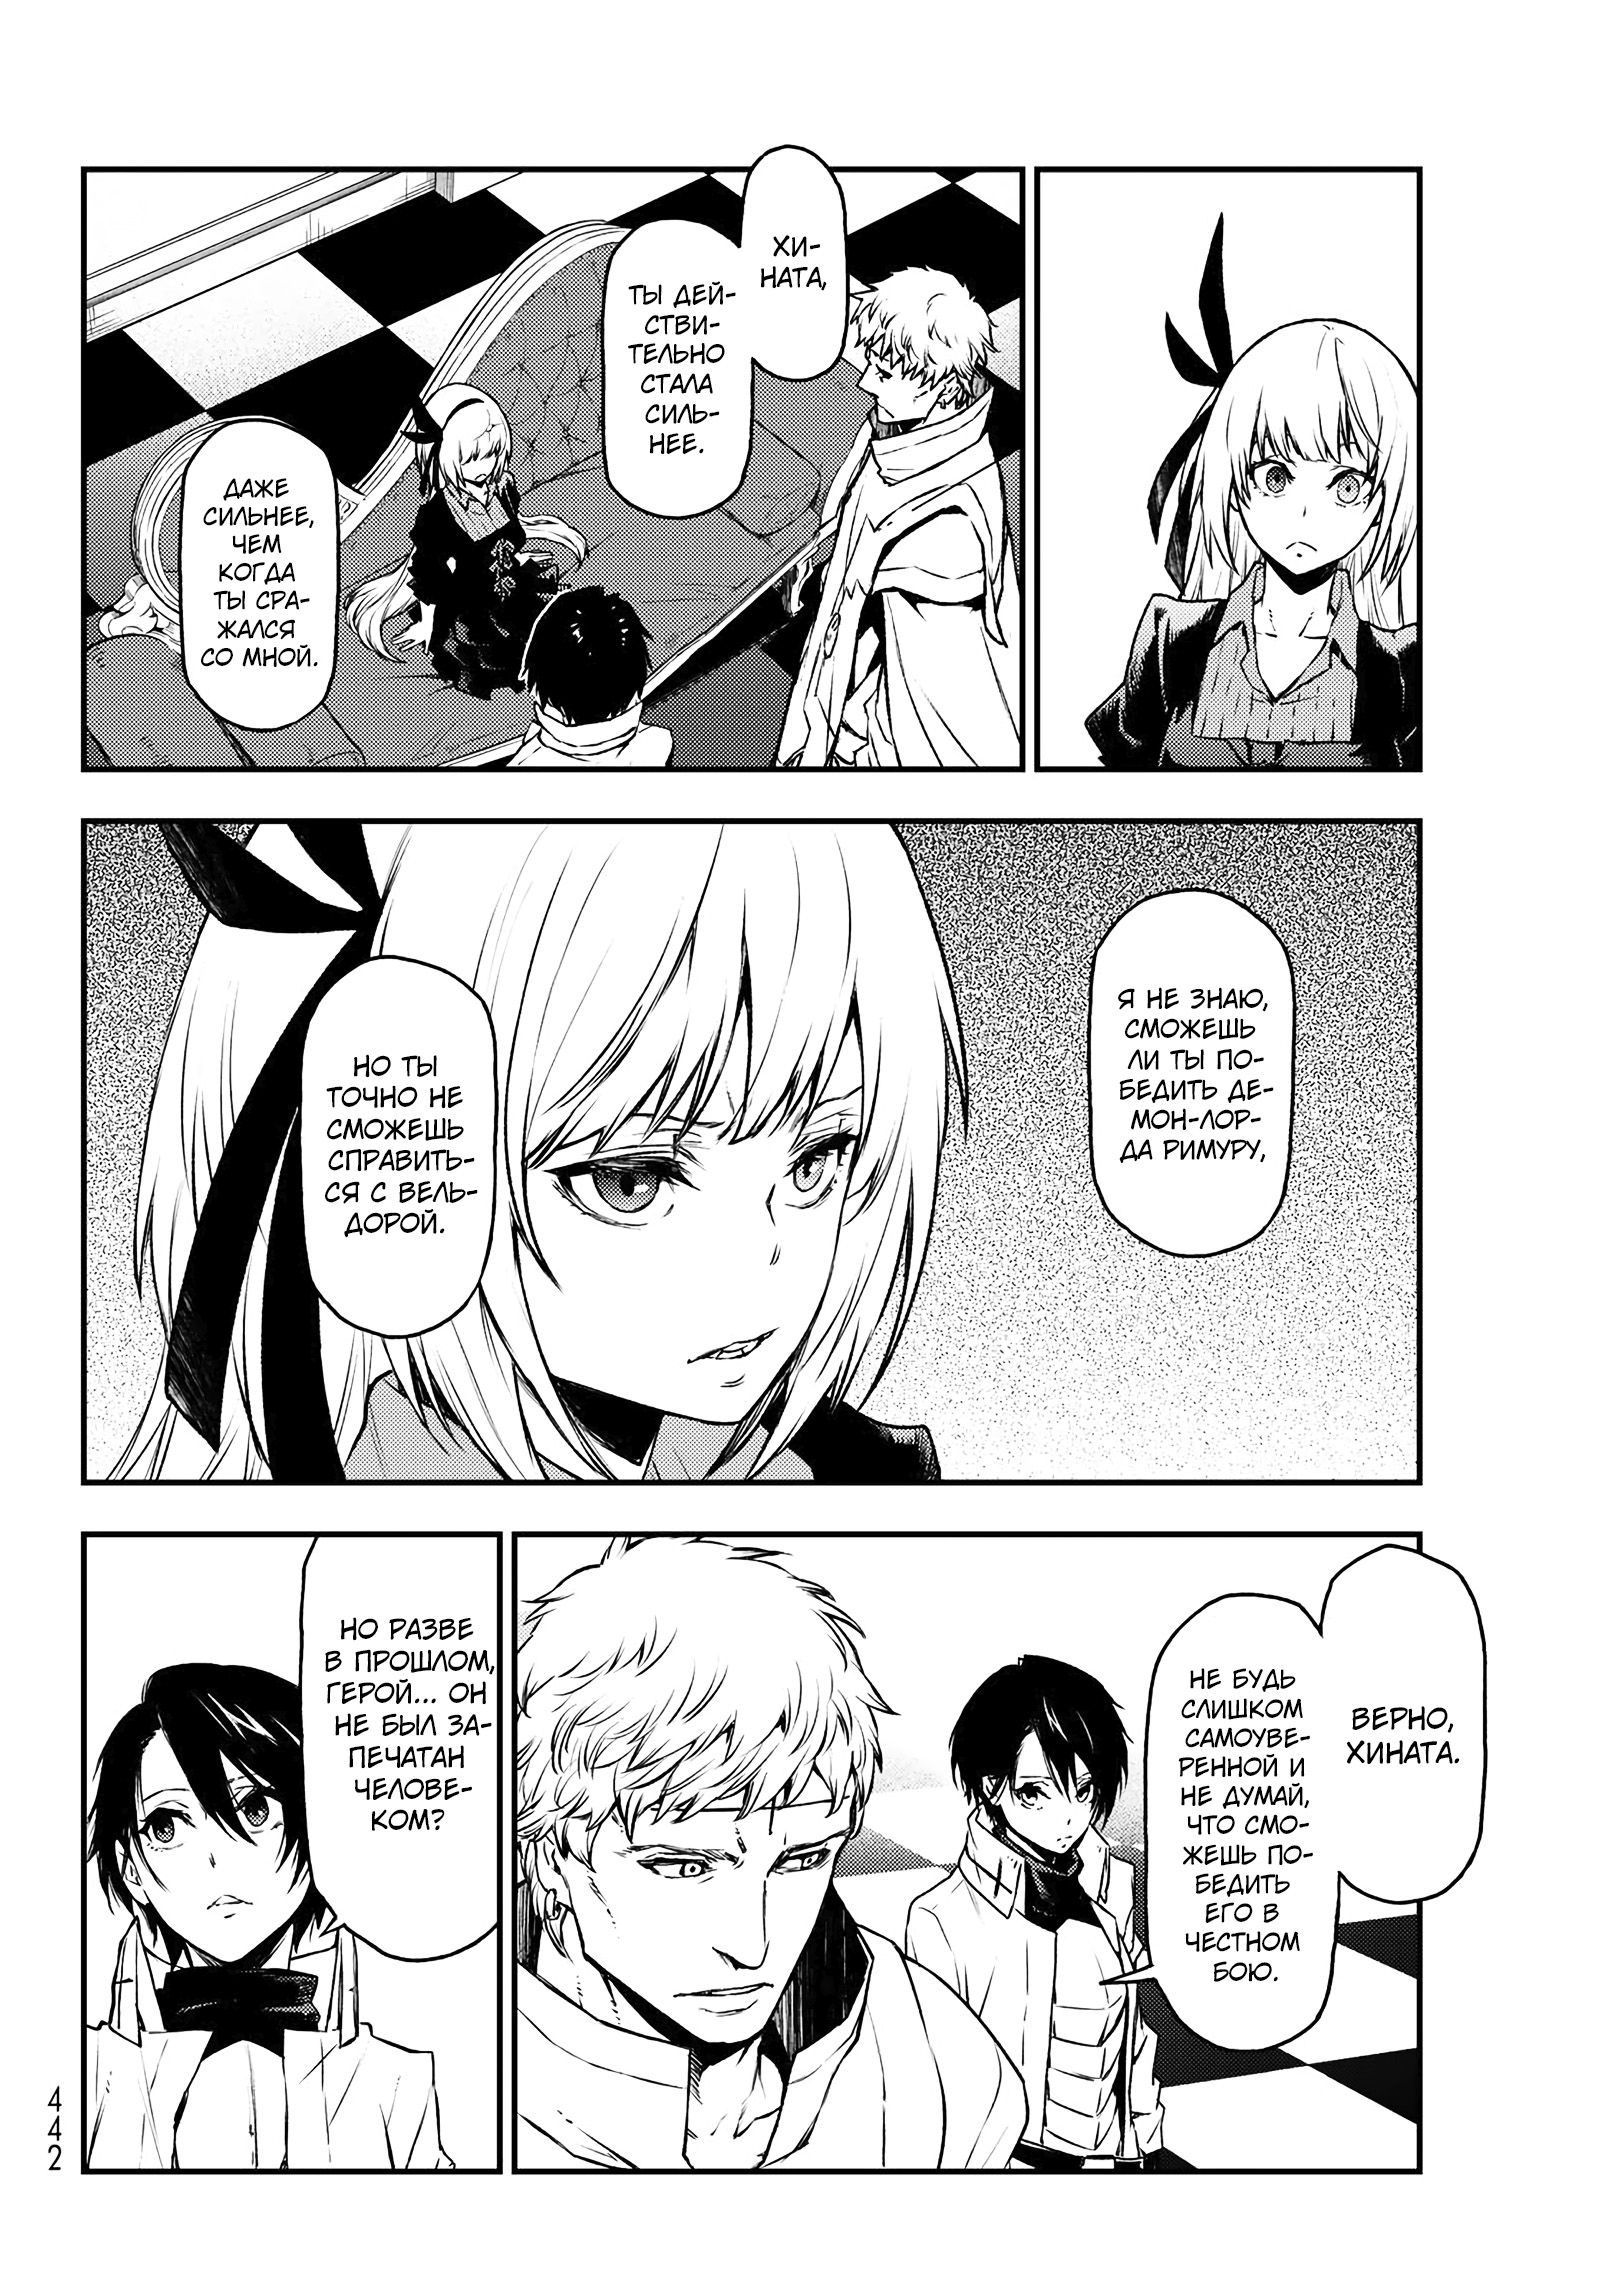 ХИ-
НАТА,
ТЫ ДЕЙ-
СТВИ-
ТЕЛЬНО
СТАЛА
СИЛЬ-
НЕЕ.
ДАЖЕ
СИЛЬНЕЕ,
ЧЕМ
КОГДА
ТЫ СРА-
ЖАЛСЯ
СО МНОЙ.
Я НЕ ЗНАЮ,
СМОЖЕШЬ
ЛИ ТЫ ПО-
БЕДИТЬ ДЕ-
МОН-ЛОР-
ДА РИМУРУ,
НО ТЫ
ТОЧНО НЕ
СМОЖЕШЬ
СПРАВИТЬ-
СЯ С ВЕЛЬ-
ДОРОЙ.
ВЕРНО,
ХИНАТА.
НЕ БУДЬ
СЛИШКОМ
САМОУВЕ-
РЕННОЙ И
НЕ ДУМАЙ,
ЧТО СМО-
ЖЕШЬ ПО-
БЕДИТЬ
ЕГО В
ЧЕСТНОМ
БОЮ.
НО РАЗВЕ
В ПРОШЛОМ,
ГЕРОЙ... ОН
НЕ БЫЛ ЗА-
ПЕЧАТАН
ЧЕЛОВЕ-
КОМ?
442